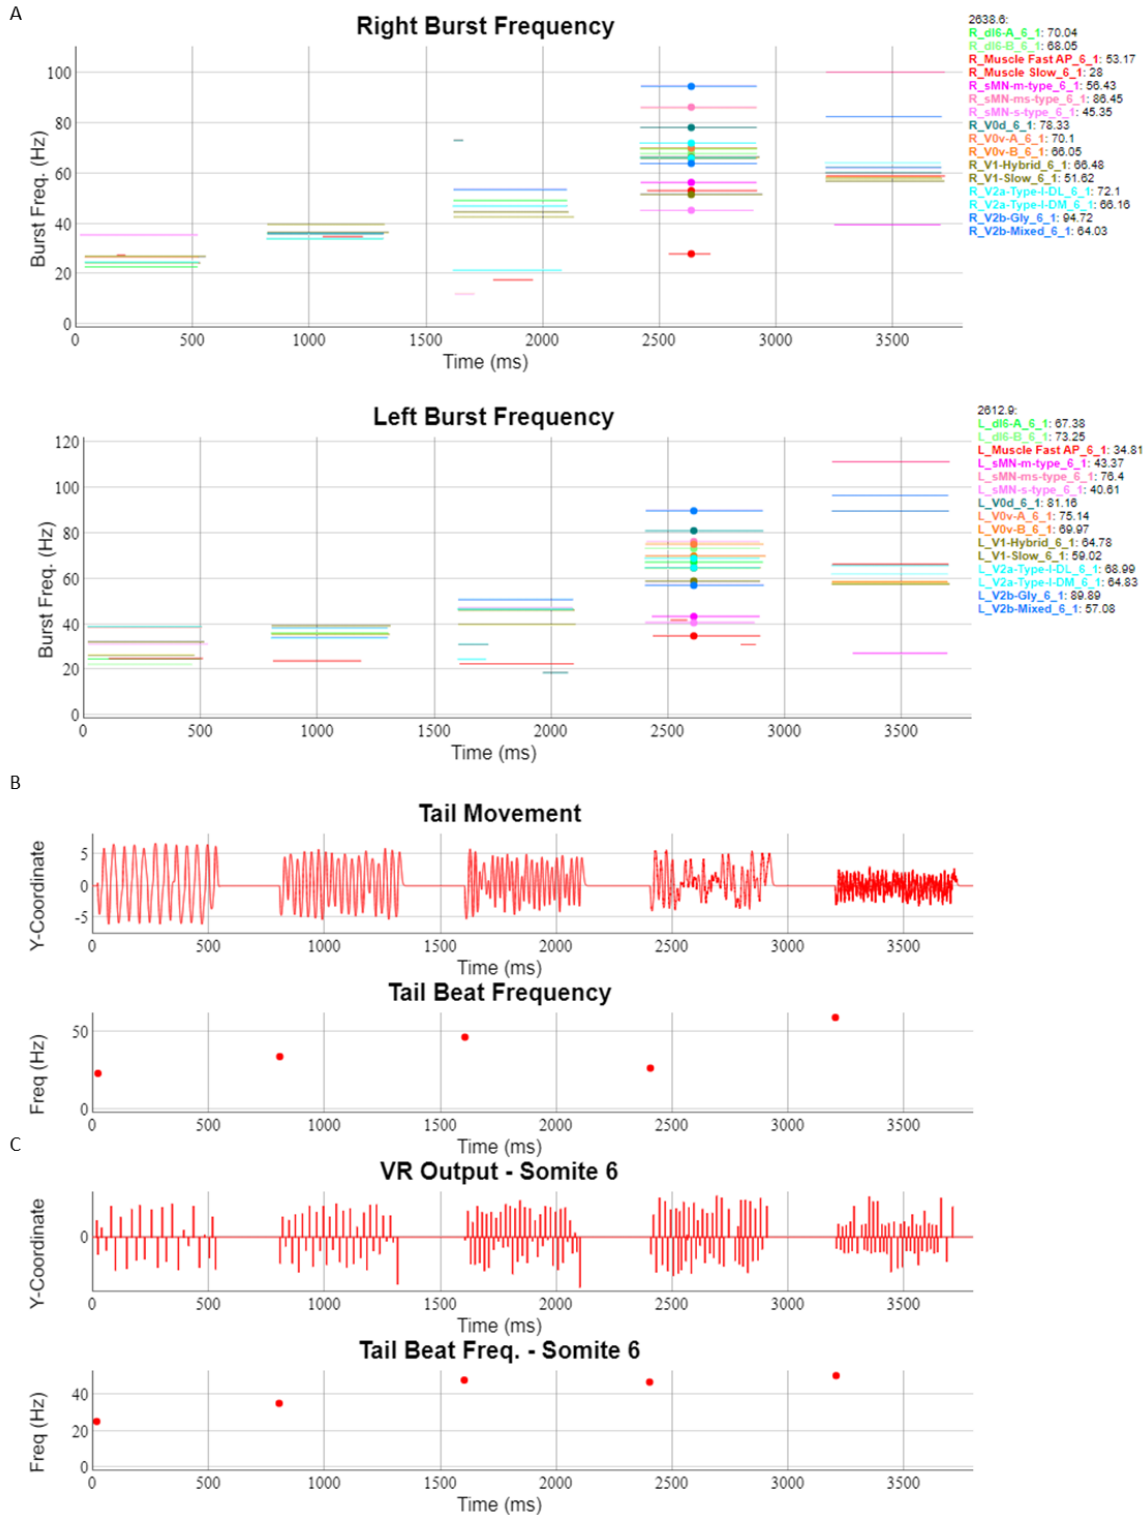 A
Right Burst Frequency
Burst Freq. (Hz)
100
80
60
40
20
0
0 500 1000 1500 2000 2500 3000 3500
Time (ms)
2638.6:
R_dI6-A_6_1: 70.04
R_dI6-B_6_1: 68.05
R_Muscle Fast AP_6_1: 53.17
R_Muscle Slow_6_1: 28
R_sMN-m-type_6_1: 56.43
R_sMN-ms-type_6_1: 86.45
R_sMN-s-type_6_1: 45.35
R_V0d_6_1: 78.33
R_V0v-A_6_1: 70.1
R_V0v-B_6_1: 66.05
R_V1-Hybrid_6_1: 66.48
R_V1-Slow_6_1: 51.62
R_V2a-Type-I-DL_6_1: 72.1
R_V2a-Type-I-DM_6_1: 66.16
R_V2b-Gly_6_1: 94.72
R_V2b-Mixed_6_1: 64.03
Left Burst Frequency
Burst Freq. (Hz)
120
100
80
60
40
20
0
0 500 1000 1500 2000 2500 3000 3500
Time (ms)
2612.9:
L_dI6-A_6_1: 67.38
L_dI6-B_6_1: 73.25
L_Muscle Fast AP_6_1: 34.81
L_sMN-m-type_6_1: 43.37
L_sMN-ms-type_6_1: 76.4
L_sMN-s-type_6_1: 40.61
L_V0d_6_1: 81.16
L_V0v-A_6_1: 75.14
L_V0v-B_6_1: 69.97
L_V1-Hybrid_6_1: 64.78
L_V1-Slow_6_1: 59.02
L_V2a-Type-I-DL_6_1: 68.99
L_V2a-Type-I-DM_6_1: 64.83
L_V2b-Gly_6_1: 89.89
L_V2b-Mixed_6_1: 57.08
B
Tail Movement
Y-Coordinate
5
0
-5
0 500 1000 1500 2000 2500 3000 3500
Time (ms)
Tail Beat Frequency
Freq (Hz)
50
0
0 500 1000 1500 2000 2500 3000 3500
Time (ms)
C
VR Output - Somite 6
Y-Coordinate
0
0 500 1000 1500 2000 2500 3000 3500
Time (ms)
Tail Beat Freq. - Somite 6
Freq (Hz)
40
20
0
0 500 1000 1500 2000 2500 3000 3500
Time (ms)